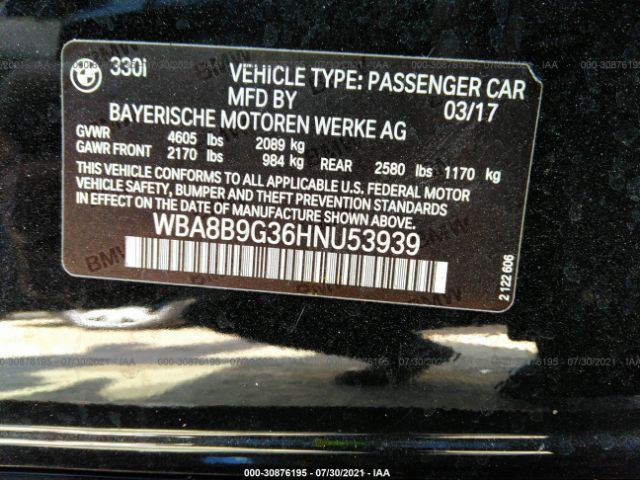 BMW 330i
VEHICLE TYPE: PASSENGER CAR
MFD BY 03/17
BAYERISCHE MOTOREN WERKE AG
GVWR 4605 lbs 2089 kg
GAWR FRONT 2170 lbs 984 kg REAR 2580 lbs 1170 kg
THIS VEHICLE CONFORMS TO ALL APPLICABLE U.S. FEDERAL MOTOR
VEHICLE SAFETY, BUMPER AND THEFT PREVENTION STANDARDS
IN EFFECT ON THE DATE OF MANUFACTURE SHOWN ABOVE.
WBA8B9G36HNU53939
2 122 606
000-30876195 - 07/30/2021 - IAA